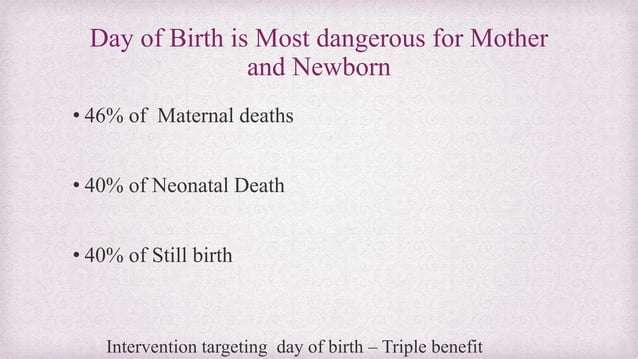 Day of Birth is Most dangerous for Mother
and Newborn
• 46% of  Maternal deaths
• 40% of Neonatal Death
• 40% of Still birth
Intervention targeting  day of birth – Triple benefit